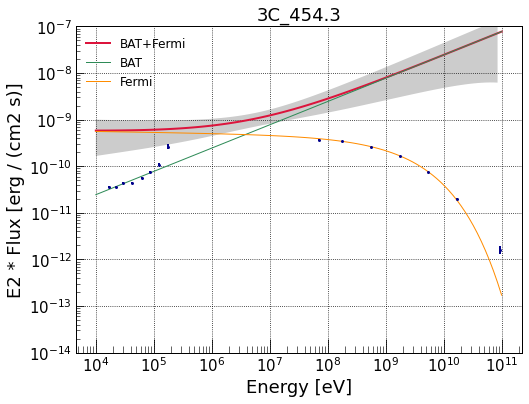 3C_454.3
BAT+Fermi
BAT
Fermi
E2 * Flux [erg / (cm2 s)]
10⁻⁷
10⁻⁸
10⁻⁹
10⁻¹⁰
10⁻¹¹
10⁻¹²
10⁻¹³
10⁻¹⁴
10⁴ 10⁵ 10⁶ 10⁷ 10⁸ 10⁹ 10¹⁰ 10¹¹
Energy [eV]